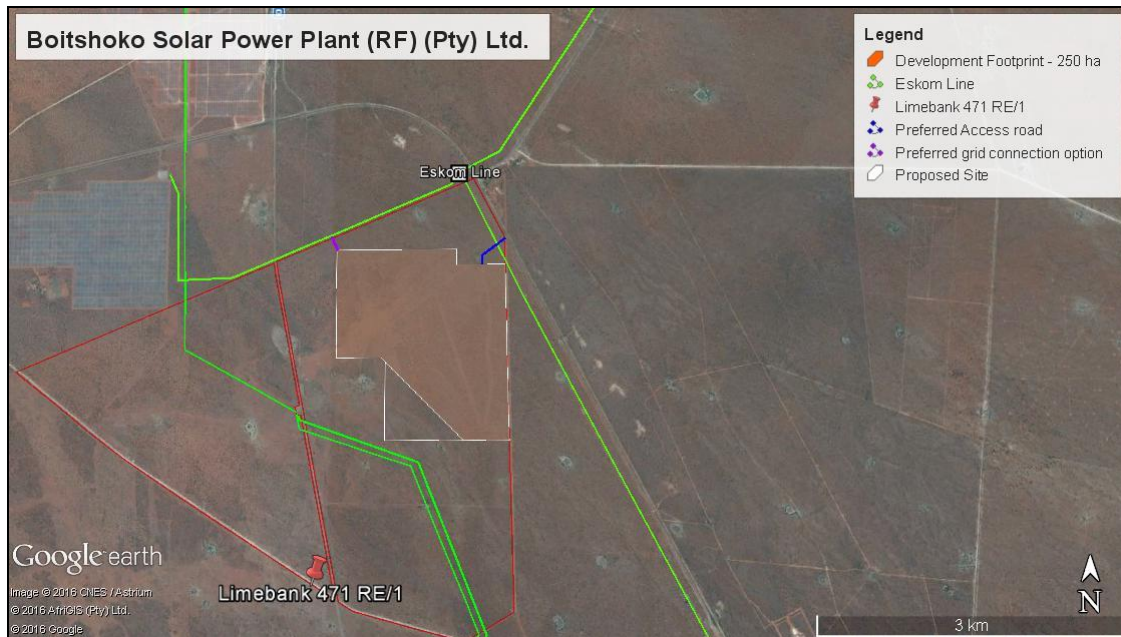 Boitshoko Solar Power Plant (RF) (Pty) Ltd.
Legend
Development Footprint - 250 ha
Eskom Line
Limebank 471 RE/1
Preferred Access road
Preferred grid connection option
Proposed Site
Eskom Line
Limebank 471 RE/1
Google earth
Image © 2016 CNES / Astrium
© 2016 AfriGIS (Pty) Ltd.
© 2016 Google
N
3 km